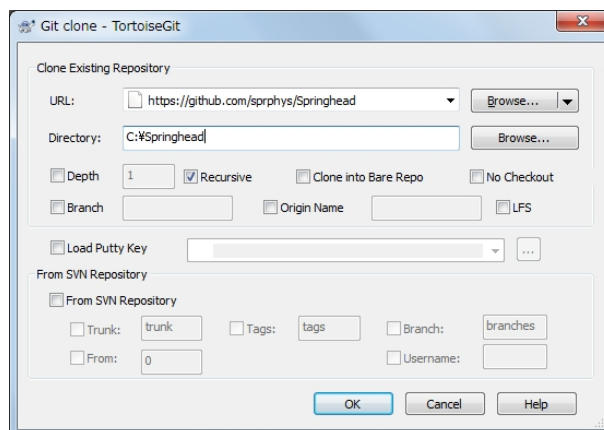 Git clone - TortoiseGit
Clone Existing Repository
URL: https://github.com/sprphys/Springhead Browse...
Directory: C:¥Springhead Browse...
Depth 1 Recursive Clone into Bare Repo No Checkout
Branch Origin Name LFS
Load Putty Key ...
From SVN Repository
From SVN Repository
Trunk: trunk Tags: tags Branch: branches
From: 0 Username:
OK Cancel Help